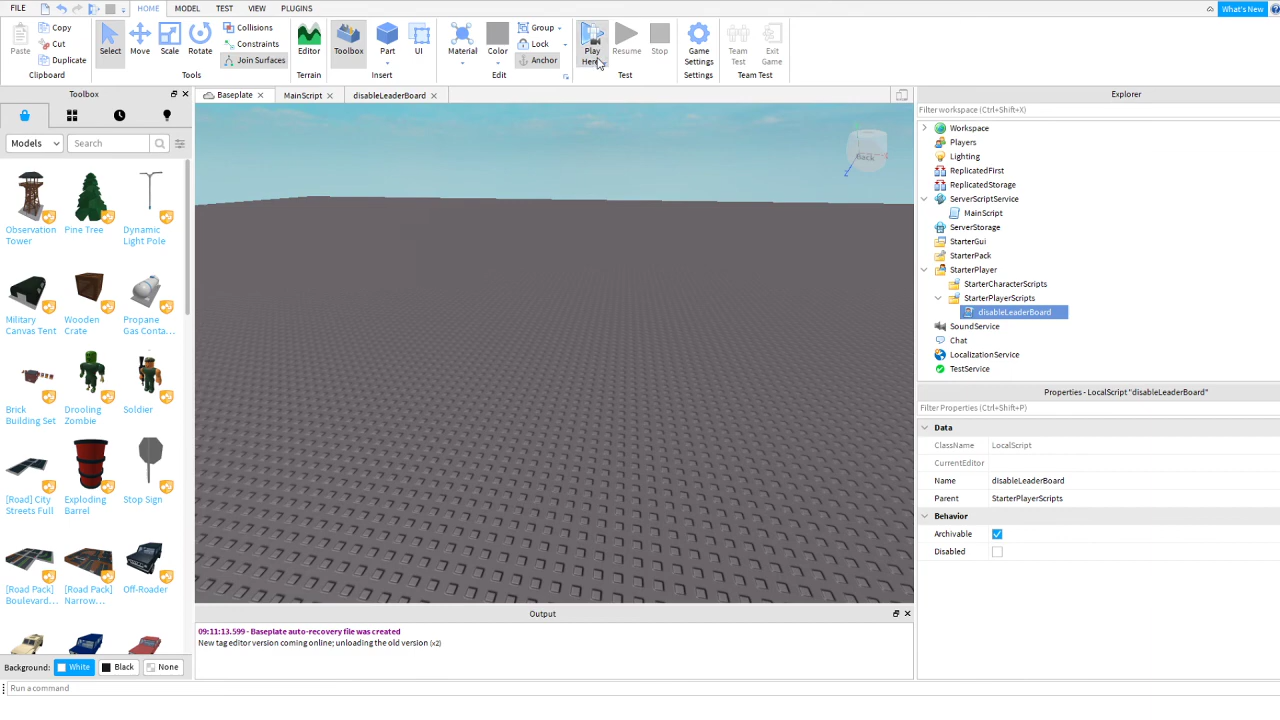 FILE HOME MODEL TEST VIEW PLUGINS What's New
Paste Copy Cut Duplicate Select Move Scale Rotate Collisions Constraints Join Surfaces Editor Toolbox Part UI Material Color Group Lock Anchor Play Here Resume Stop Game Settings Team Test Exit Game
Clipboard Tools Terrain Insert Edit Test Settings Team Test
Toolbox
Models Search
Observation Tower
Pine Tree
Dynamic Light Pole
Military Canvas Tent
Wooden Crate
Propane Gas Conta...
Brick Building Set
Drooling Zombie
Soldier
[Road] City Streets Full
Exploding Barrel
Stop Sign
[Road Pack] Boulevard...
[Road Pack] Narrow...
Off-Roader
Background: White Black None
Run a command
Baseplate MainScript disableLeaderBoard
Back
Z
Output
09:11:13.599 - Baseplate auto-recovery file was created
New tag editor version coming online; unloading the old version (x2)
Explorer
Filter workspace (Ctrl+Shift+X)
Workspace
Players
Lighting
ReplicatedFirst
ReplicatedStorage
ServerScriptService
MainScript
ServerStorage
StarterGui
StarterPack
StarterPlayer
StarterCharacterScripts
StarterPlayerScripts
disableLeaderBoard
SoundService
Chat
LocalizationService
TestService
Properties - LocalScript "disableLeaderBoard"
Filter Properties (Ctrl+Shift+P)
Data
ClassName LocalScript
CurrentEditor
Name disableLeaderBoard
Parent StarterPlayerScripts
Behavior
Archivable
Disabled